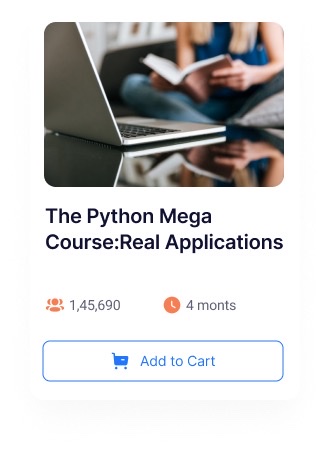 The Python Mega
Course:Real Applications
1,45,690
4 monts
Add to Cart